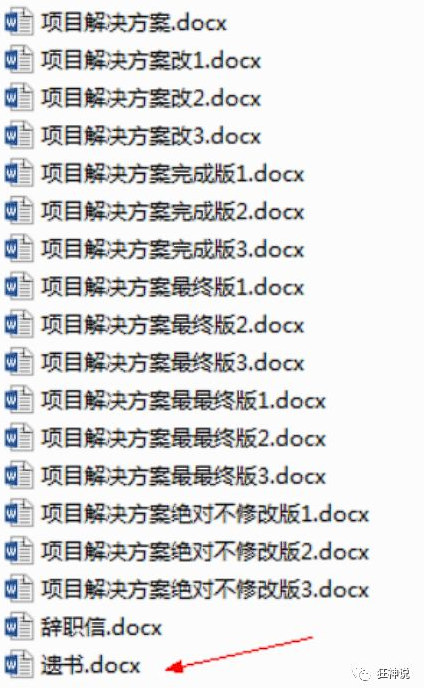 项目解决方案.docx
项目解决方案改1.docx
项目解决方案改2.docx
项目解决方案改3.docx
项目解决方案完成版1.docx
项目解决方案完成版2.docx
项目解决方案完成版3.docx
项目解决方案最终版1.docx
项目解决方案最终版2.docx
项目解决方案最终版3.docx
项目解决方案最最终版1.docx
项目解决方案最最终版2.docx
项目解决方案最最终版3.docx
项目解决方案绝对不修改版1.docx
项目解决方案绝对不修改版2.docx
项目解决方案绝对不修改版3.docx
辞职信.docx
遗书.docx
狂神说